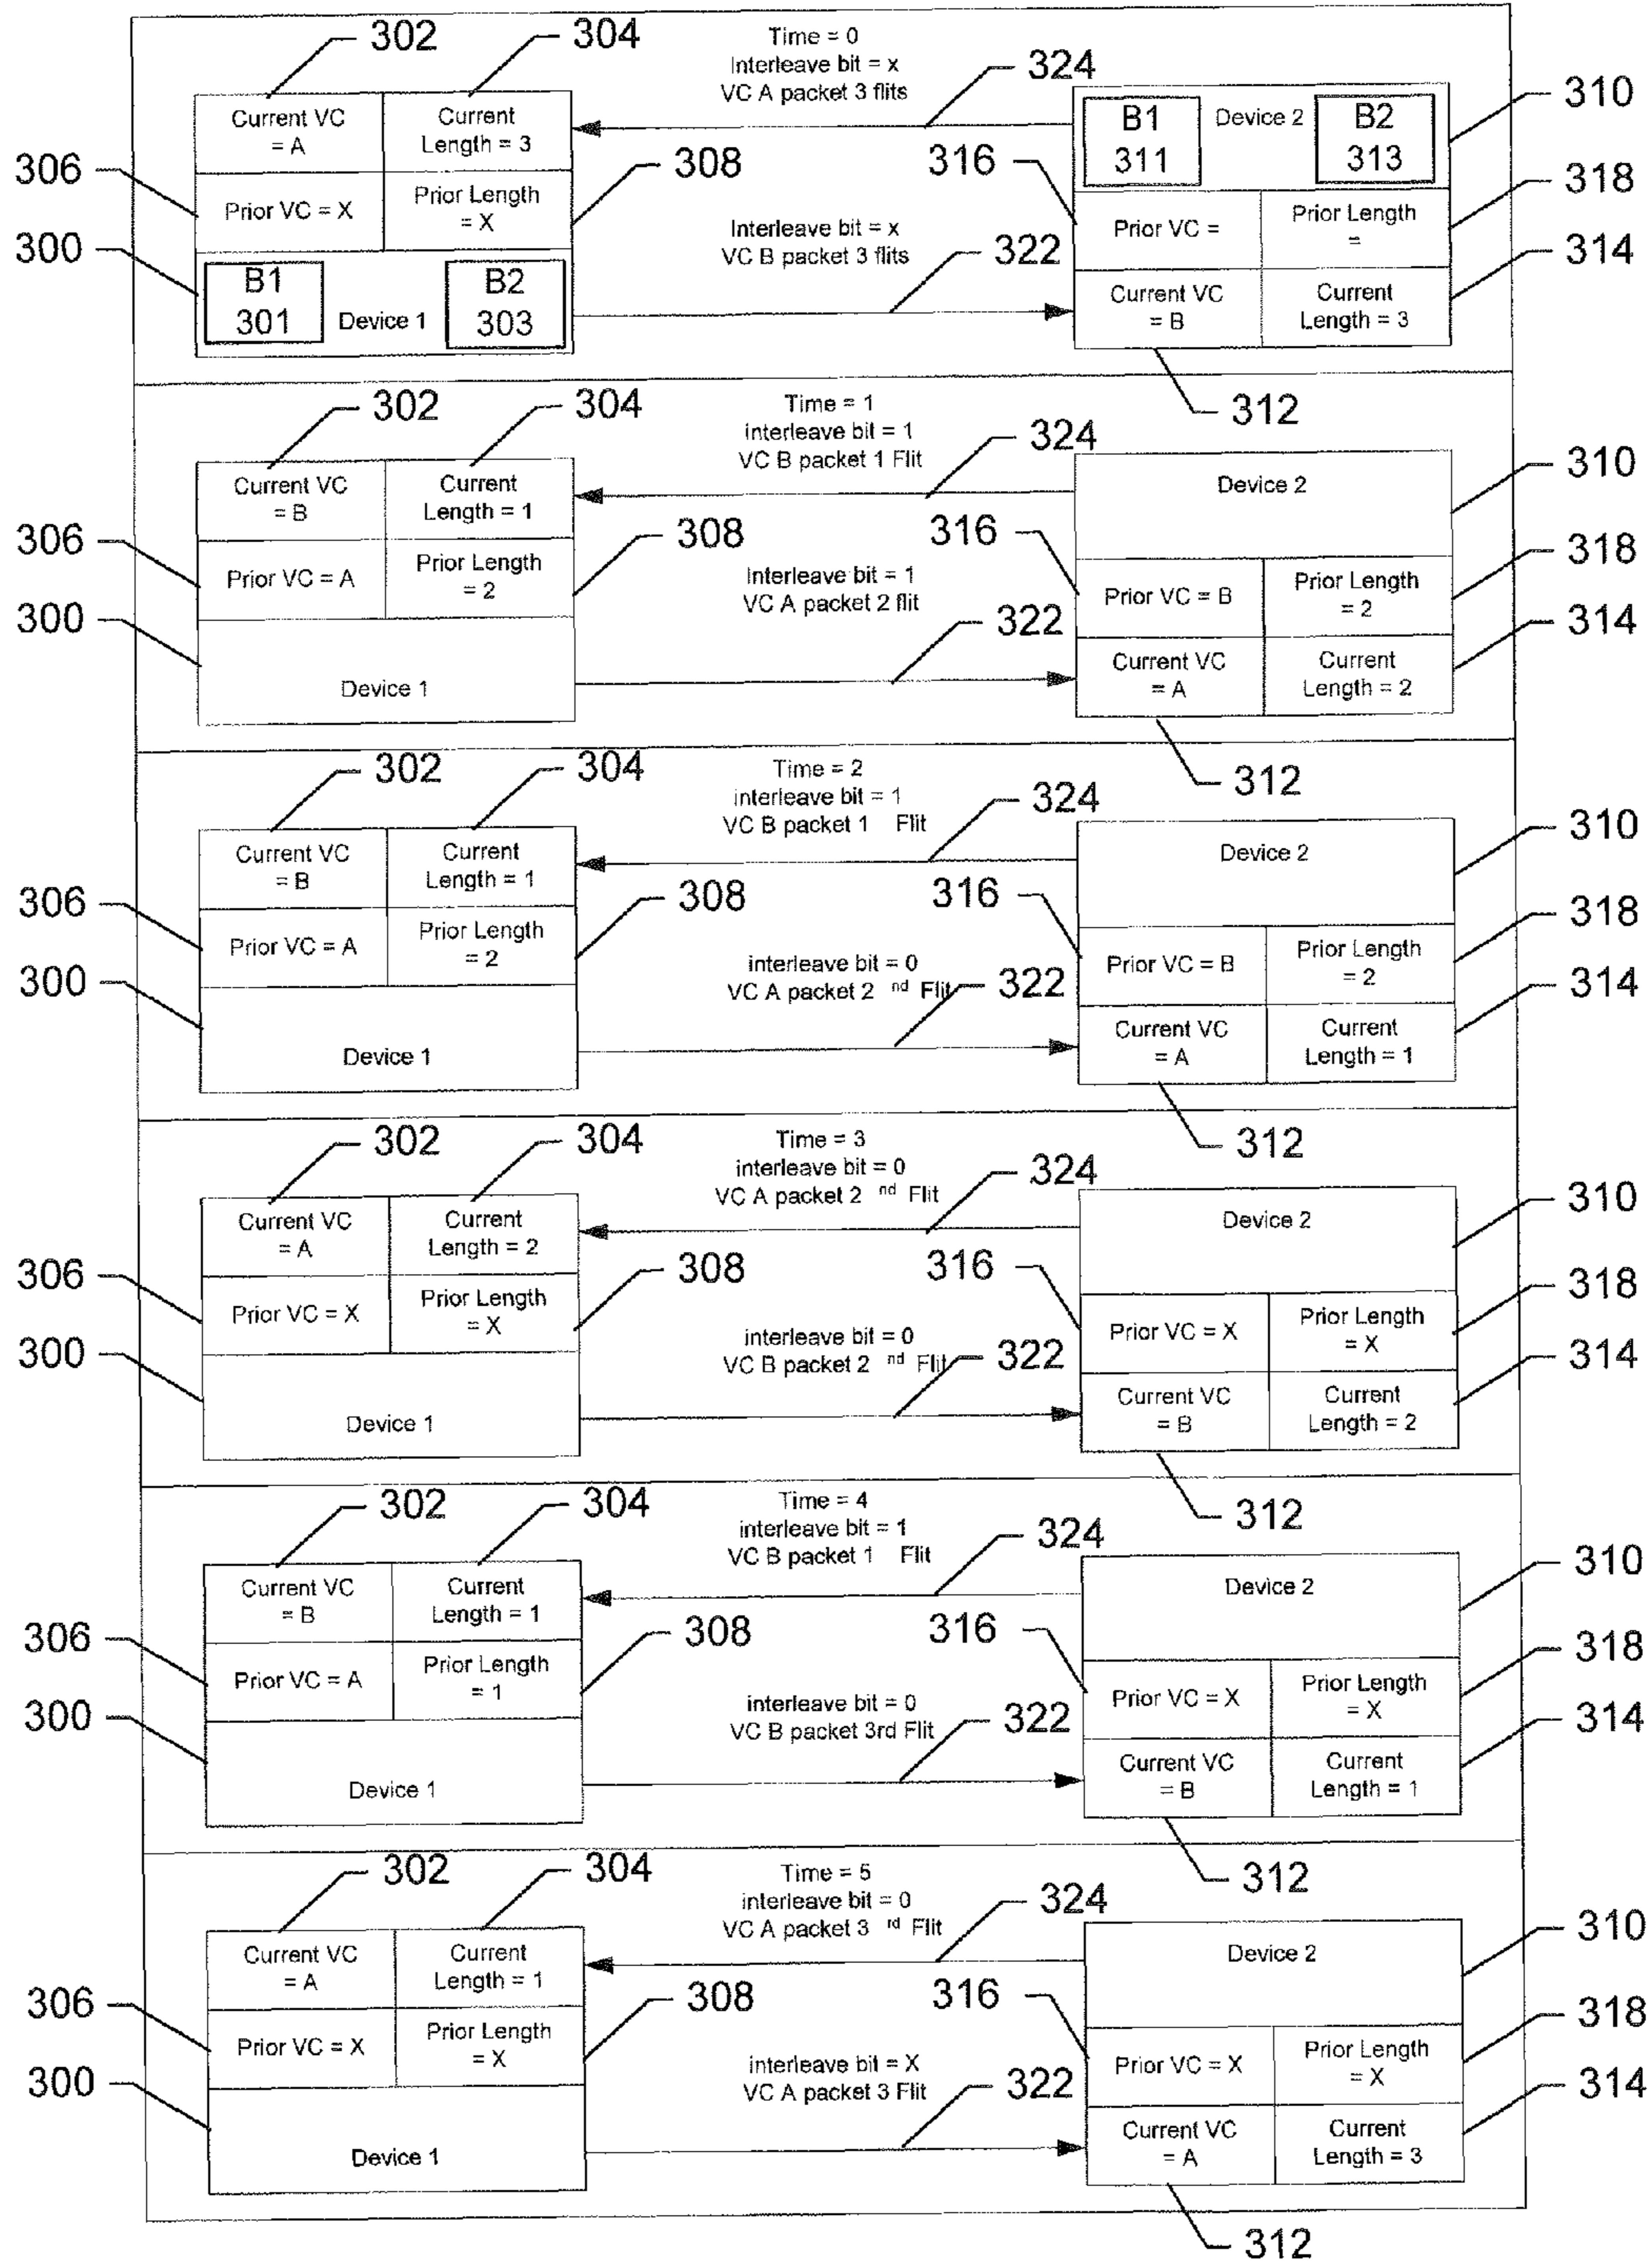 302
304
Time = 0
Interleave bit = x
VC A packet 3 flits
324
310
Current VC
= A
Current
Length = 3
B1
311
Device 2
B2
313
306
308
316
318
Prior VC = X
Prior Length
= X
Prior VC =
Prior Length
=
300
Interleave bit = x
VC B packet 3 flits
322
314
B1
301
Device 1
B2
303
Current VC
= B
Current
Length = 3
312
302
304
Time = 1
interleave bit = 1
VC B packet 1 Flit
324
310
Current VC
= B
Current
Length = 1
Device 2
306
308
316
318
Prior VC = A
Prior Length
= 2
Prior VC = B
Prior Length
= 2
300
Interleave bit = 1
VC A packet 2 flit
322
314
Device 1
Current VC
= A
Current
Length = 2
312
302
304
Time = 2
interleave bit = 1
VC B packet 1 Flit
324
310
Current VC
= B
Current
Length = 1
Device 2
306
308
316
318
Prior VC = A
Prior Length
= 2
Prior VC = B
Prior Length
= 2
300
interleave bit = 0
VC A packet 2 nd Flit
322
314
Device 1
Current VC
= A
Current
Length = 1
312
302
304
Time = 3
interleave bit = 0
VC A packet 2 nd Flit
324
310
Current VC
= A
Current
Length = 2
Device 2
306
308
316
318
Prior VC = X
Prior Length
= X
Prior VC = X
Prior Length
= X
300
interleave bit = 0
VC B packet 2 nd Flit
322
314
Device 1
Current VC
= B
Current
Length = 2
312
302
304
Time = 4
interleave bit = 1
VC B packet 1 Flit
324
310
Current VC
= B
Current
Length = 1
Device 2
306
308
316
318
Prior VC = A
Prior Length
= 1
Prior VC = X
Prior Length
= X
300
interleave bit = 0
VC B packet 3rd Flit
322
314
Device 1
Current VC
= B
Current
Length = 1
312
302
304
Time = 5
interleave bit = 0
VC A packet 3 rd Flit
324
310
Current VC
= A
Current
Length = 1
Device 2
306
308
316
318
Prior VC = X
Prior Length
= X
Prior VC = X
Prior Length
= X
300
interleave bit = X
VC A packet 3 Flit
322
314
Device 1
Current VC
= A
Current
Length = 3
312